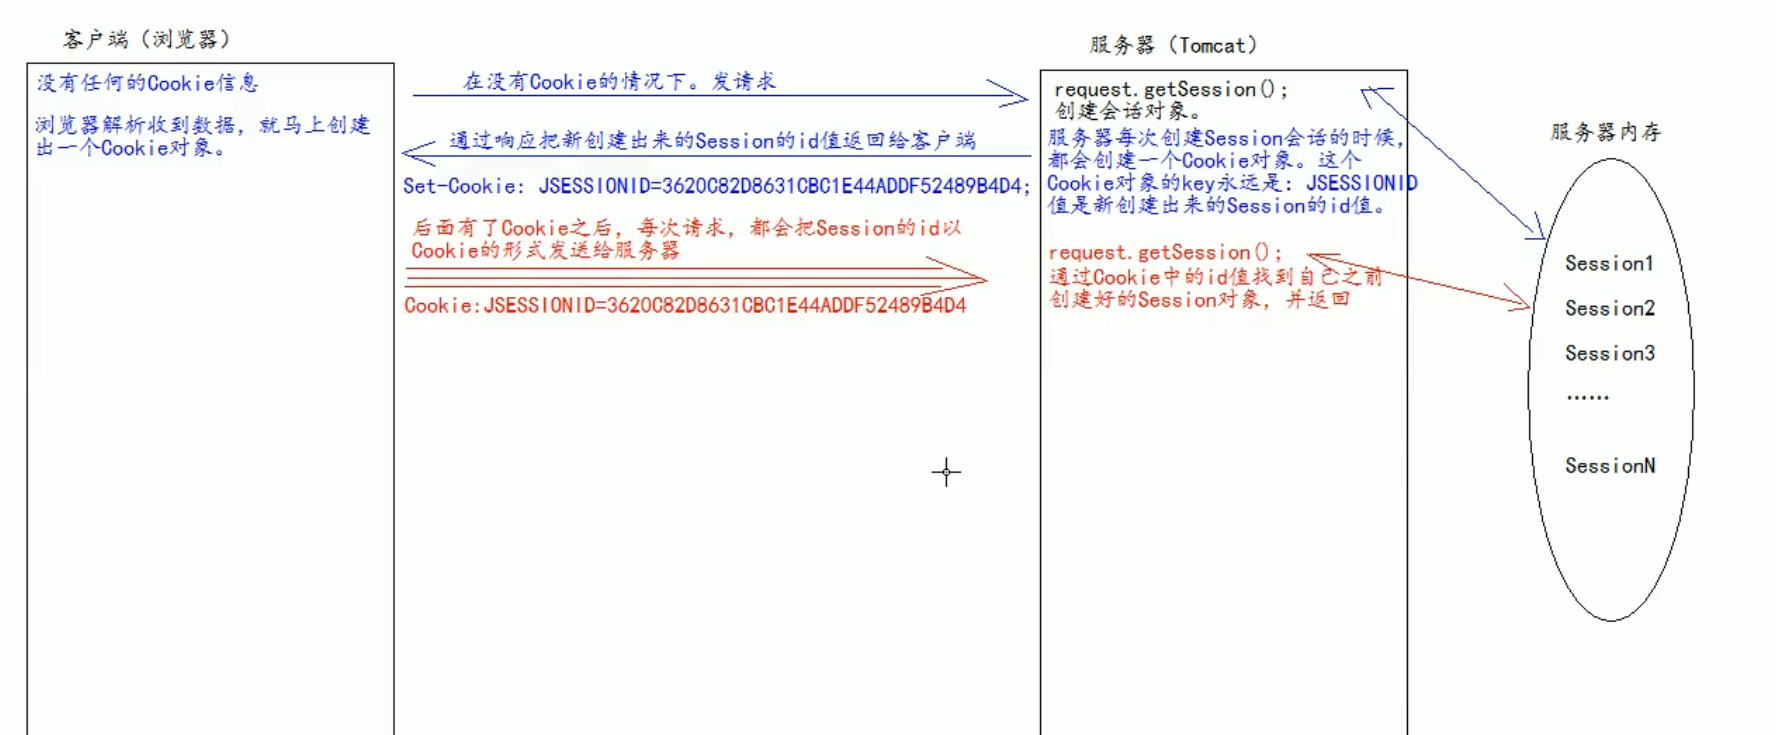 客户端（浏览器）
没有任何的Cookie信息
浏览器解析收到数据，就马上创建
出一个Cookie对象。
在没有Cookie的情况下。发请求
通过响应把新创建出来的Session的id值返回给客户端
Set-Cookie: JSESSIONID=3620C82D8631CBC1E44ADDF52489B4D4;
后面有了Cookie之后，每次请求，都会把Session的id以
Cookie的形式发送给服务器
Cookie:JSESSIONID=3620C82D8631CBC1E44ADDF52489B4D4
服务器（Tomcat）
request.getSession();
创建会话对象。
服务器每次创建Session会话的时候，
都会创建一个Cookie对象。这个
Cookie对象的key永远是：JSESSIONID
值是新创建出来的Session的id值。
request.getSession();
通过Cookie中的id值找到自己之前
创建好的Session对象，并返回
服务器内存
Session1
Session2
Session3
......
SessionN